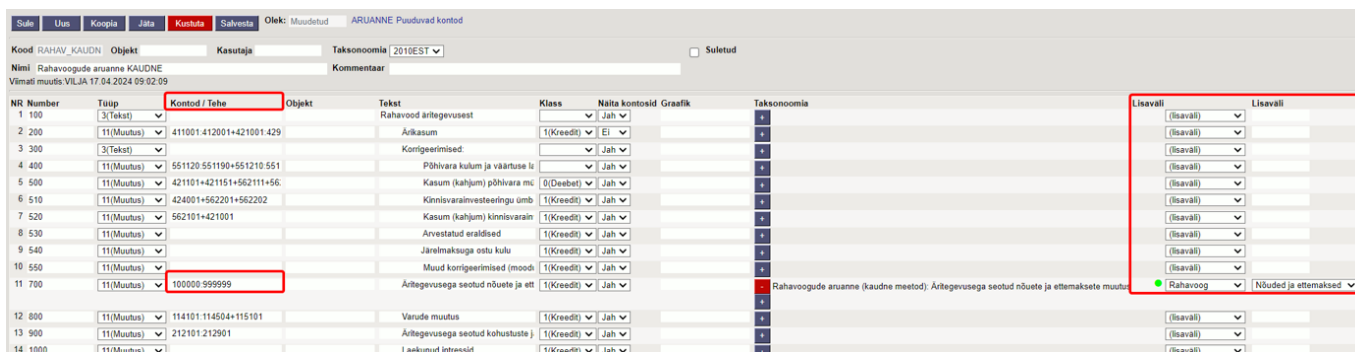 Sule Uus Koopia Jäta Kustuta Salvesta Olek: Muudetud ARUANNE Puuduvad kontod
Kood RAHAV_KAUDN Objekt Kasutaja Taksonoomia 2010EST Suletud
Nimi Rahavoogude aruanne KAUDNE Kommentaar
Viimati muutis:VILJA 17.04.2024 09:02:09
NR Number Tüüp Kontod / Tehe Objekt Tekst Klass Näita kontosid Graafik Taksonoomia Lisaväli Lisaväli
1 100 3(Tekst) Rahavood äritegevusest Jah + (lisaväli)
2 200 11(Muutus) 411001:412001+421001:429 Ärikasum 1(Kreedit) Ei + (lisaväli)
3 300 3(Tekst) Korrigeerimised: Jah + (lisaväli)
4 400 11(Muutus) 551120:551190+551210:551 Põhivara kulum ja väärtuse la Jah + (lisaväli)
5 500 11(Muutus) 421101+421151+562111+56: Kasum (kahjum) põhivara mü 0(Deebet) Jah + (lisaväli)
6 510 11(Muutus) 424001+562201+562202 Kinnisvarainvesteeringu ümb 1(Kreedit) Jah + (lisaväli)
7 520 11(Muutus) 562101+421001 Kasum (kahjum) kinnisvarain 1(Kreedit) Jah + (lisaväli)
8 530 11(Muutus) Arvestatud eraldised 1(Kreedit) Jah + (lisaväli)
9 540 11(Muutus) Järelmaksuga ostu kulu 1(Kreedit) Jah + (lisaväli)
10 550 11(Muutus) Muud korrigeerimised (moodu 1(Kreedit) Jah + (lisaväli)
11 700 11(Muutus) 100000:999999 Äritegevusega seotud nõuete ja ett 1(Kreedit) Jah - Rahavoogude aruanne (kaudne meetod): Äritegevusega seotud nõuete ja ettemaksete muutus Rahavoog Nõuded ja ettemaksed
+
12 800 11(Muutus) 114101:114504+115101 Varude muutus 1(Kreedit) Jah + (lisaväli)
13 900 11(Muutus) 212101:212901 Äritegevusega seotud kohustuste j 1(Kreedit) Jah + (lisaväli)
14 1000 11(Muutus) Laekunud intressid 1(Kreedit) Jah + (lisaväli)